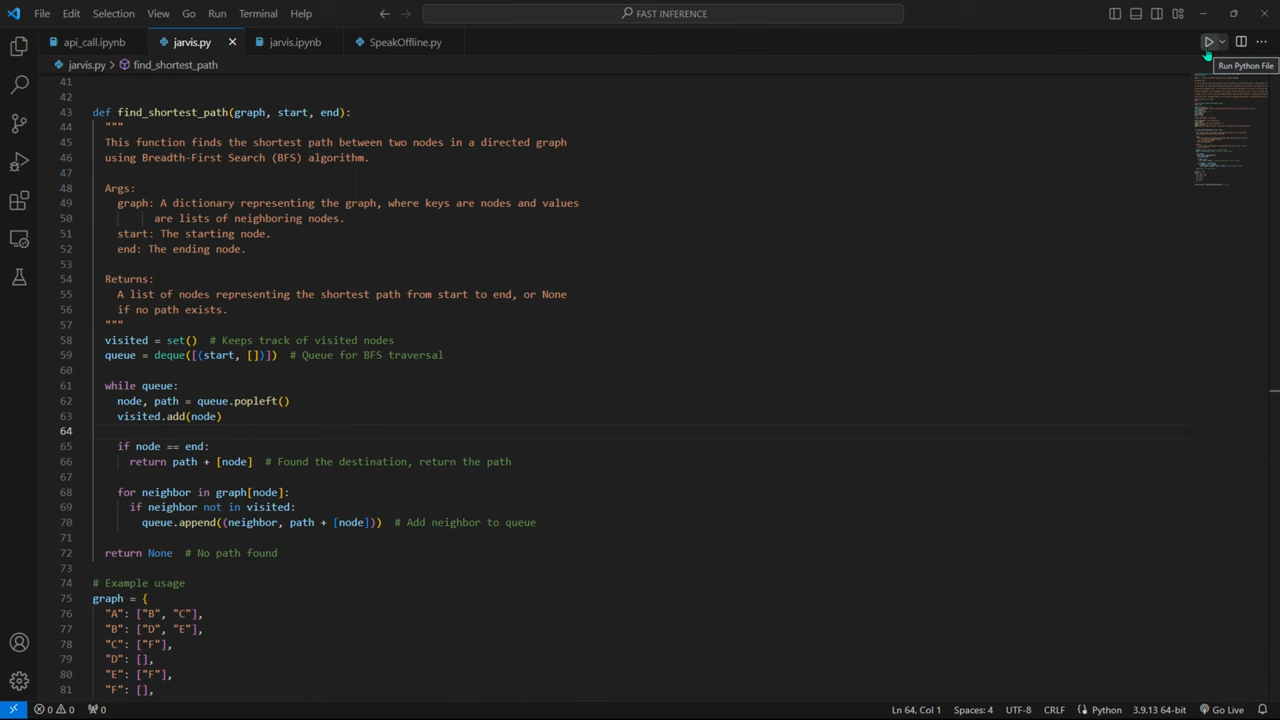 File Edit Selection View Go Run Terminal Help
FAST INFERENCE
api_call.ipynb jarvis.py jarvis.ipynb SpeakOffline.py
jarvis.py > find_shortest_path
Run Python File
41
42
43 def find_shortest_path(graph, start, end):
44 """
45 This function finds the shortest path between two nodes in a directed graph
46 using Breadth-First Search (BFS) algorithm.
47
48 Args:
49 graph: A dictionary representing the graph, where keys are nodes and values
50 are lists of neighboring nodes.
51 start: The starting node.
52 end: The ending node.
53
54 Returns:
55 A list of nodes representing the shortest path from start to end, or None
56 if no path exists.
57 """
58 visited = set() # Keeps track of visited nodes
59 queue = deque([(start, [])]) # Queue for BFS traversal
60
61 while queue:
62 node, path = queue.popleft()
63 visited.add(node)
64
65 if node == end:
66 return path + [node] # Found the destination, return the path
67
68 for neighbor in graph[node]:
69 if neighbor not in visited:
70 queue.append((neighbor, path + [node])) # Add neighbor to queue
71
72 return None # No path found
73
74 # Example usage
75 graph = {
76 "A": ["B", "C"],
77 "B": ["D", "E"],
78 "C": ["F"],
79 "D": [],
80 "E": ["F"],
81 "F": [],
0 0 0 Ln 64, Col 1 Spaces: 4 UTF-8 CRLF Python 3.9.13 64-bit Go Live